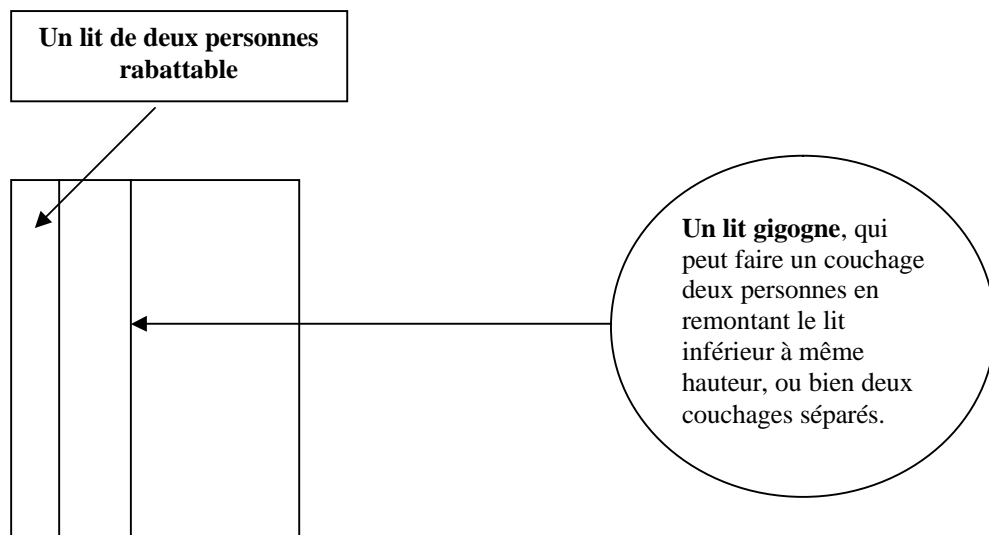 Un lit de deux personnes
rabattable
Un lit gigogne, qui
peut faire un couchage
deux personnes en
remontant le lit
inférieur à même
hauteur, ou bien deux
couchages séparés.